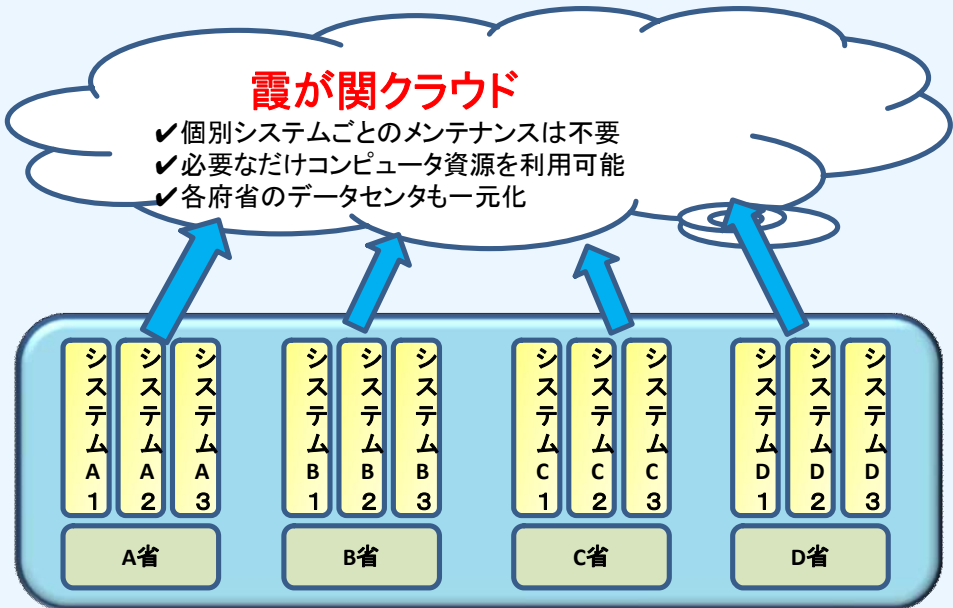 霞が関クラウド
✔個別システムごとのメンテナンスは不要
✔必要なだけコンピュータ資源を利用可能
✔各府省のデータセンタも一元化
システムA1
システムA2
システムA3
システムB1
システムB2
システムB3
システムC1
システムC2
システムC3
システムD1
システムD2
システムD3
A省
B省
C省
D省